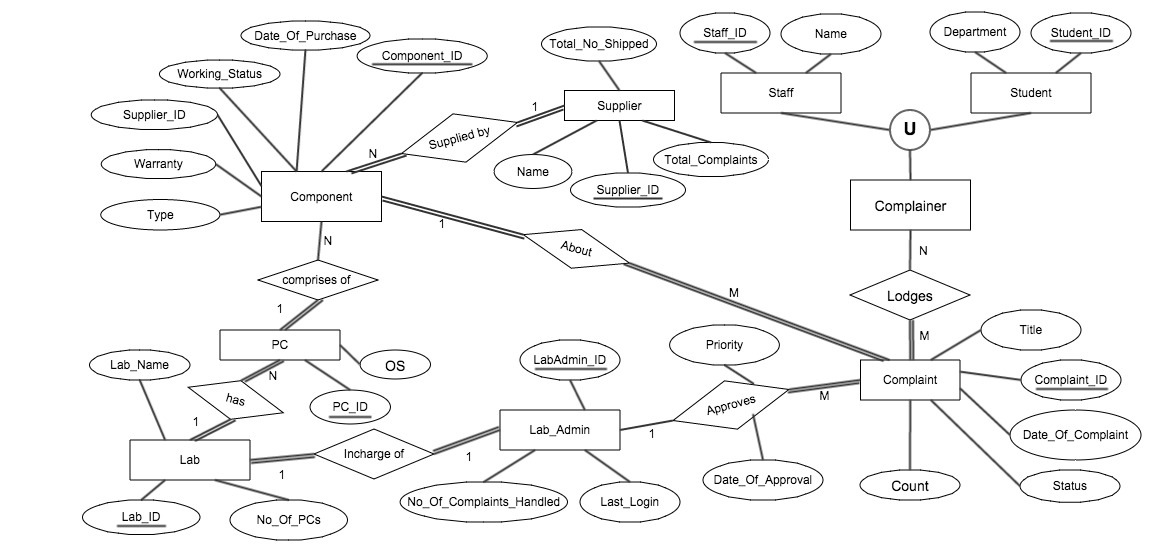 Date_Of_Purchase
Component_ID
Working_Status
Supplier_ID
Warranty
Type
Component
Total_No_Shipped
Supplier
Supplied by
N
1
Name
Supplier_ID
Total_Complaints
Staff_ID
Name
Staff
Department
Student_ID
Student
U
Complainer
N
Lodges
M
1
About
M
N
comprises of
1
PC
OS
PC_ID
N
has
1
Lab_Name
Lab
Lab_ID
No_Of_PCs
1
Incharge of
1
LabAdmin_ID
Lab_Admin
No_Of_Complaints_Handled
Last_Login
1
Approves
M
Priority
Date_Of_Approval
Complaint
Title
Complaint_ID
Date_Of_Complaint
Status
Count